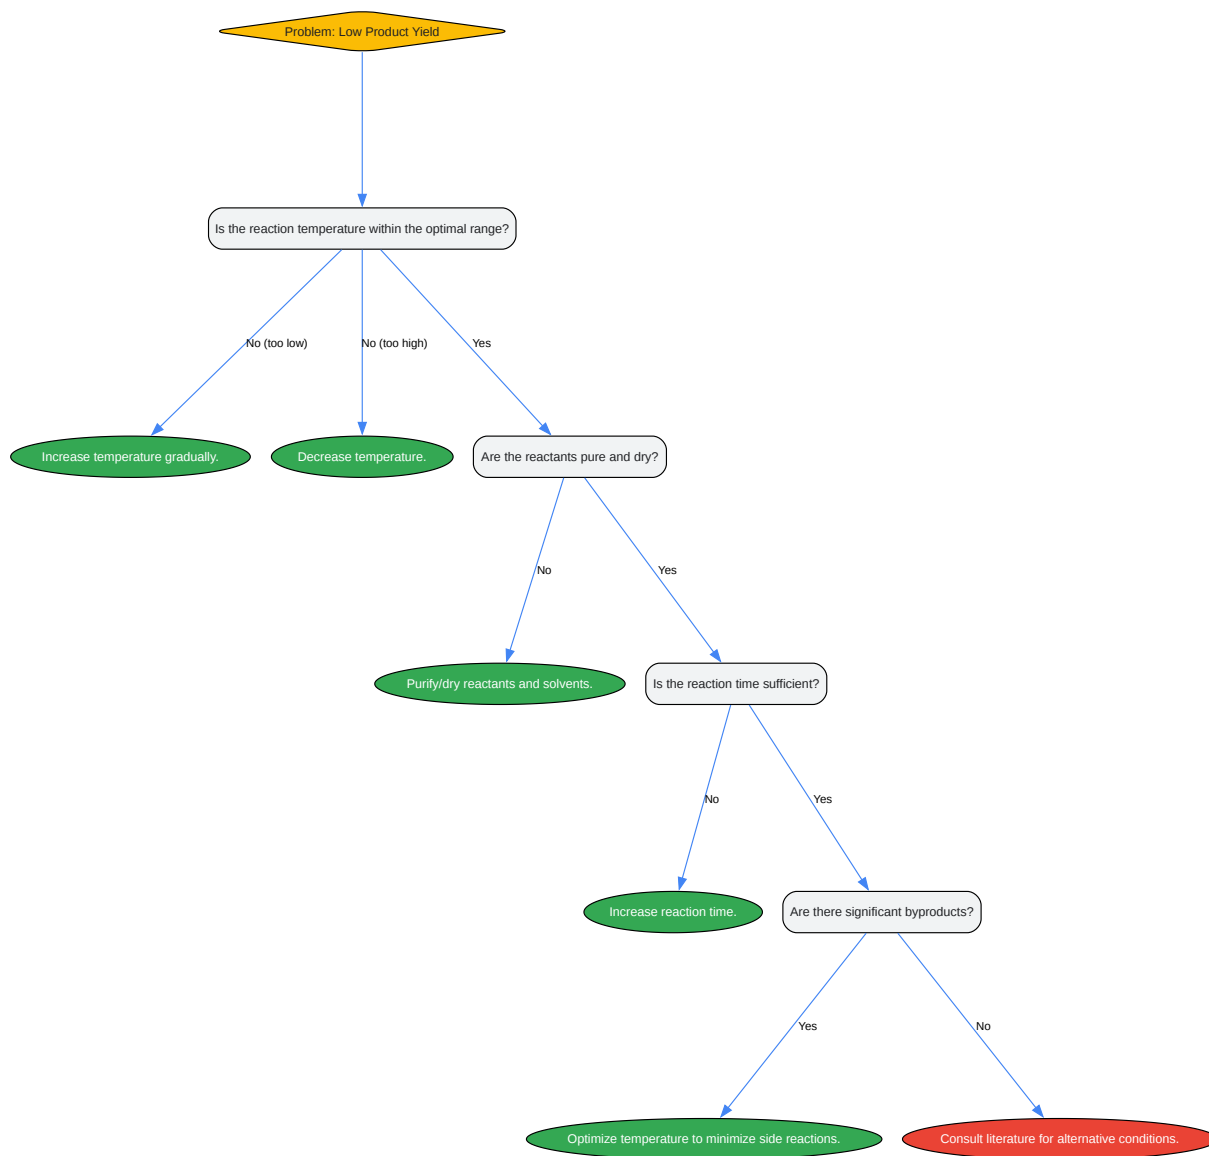 Problem: Low Product Yield
Is the reaction temperature within the optimal range?
No (too low)
No (too high)
Yes
Increase temperature gradually.
Decrease temperature.
Are the reactants pure and dry?
No
Yes
Purify/dry reactants and solvents.
Is the reaction time sufficient?
No
Yes
Increase reaction time.
Are there significant byproducts?
Yes
No
Optimize temperature to minimize side reactions.
Consult literature for alternative conditions.